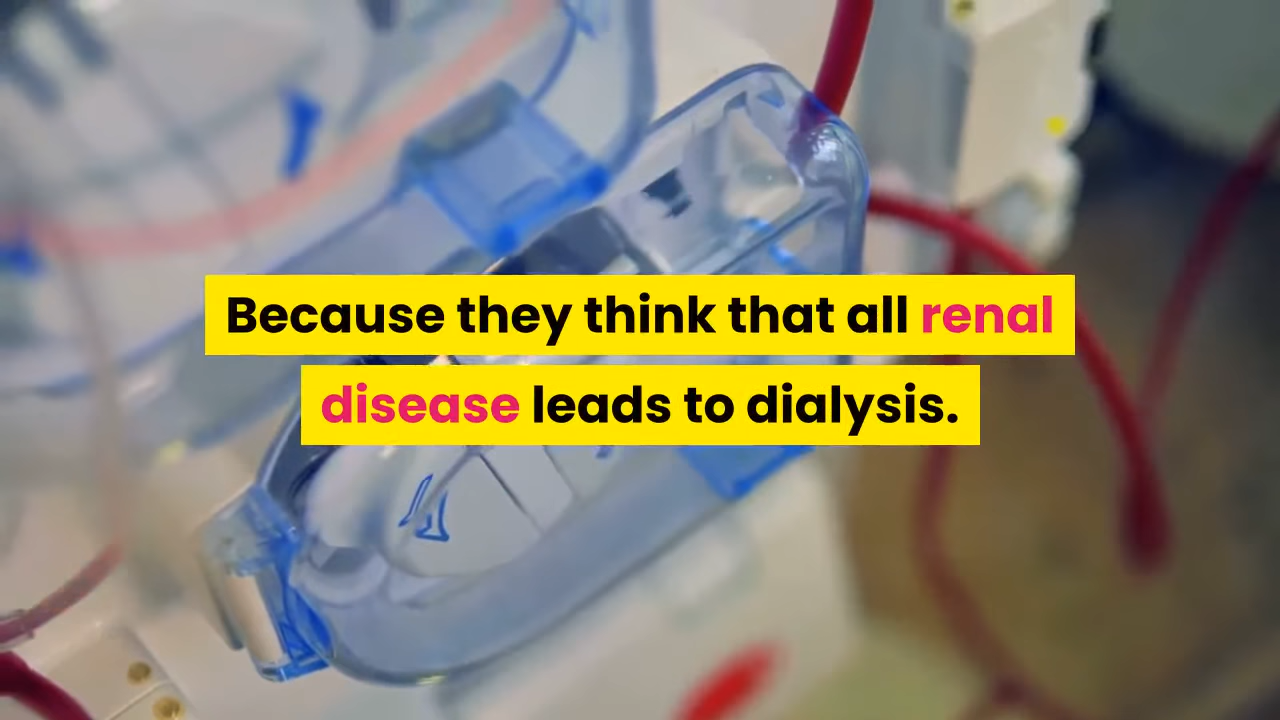 Because they think that all renal
disease leads to dialysis.